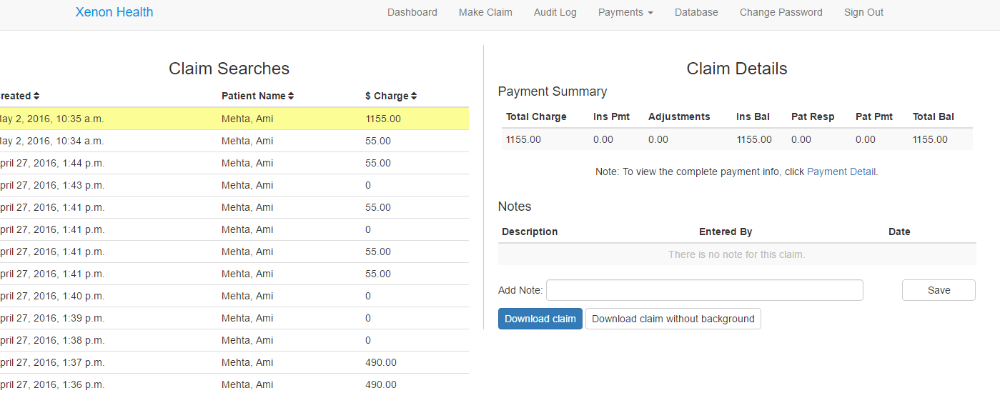 Xenon Health Dashboard Make Claim Audit Log Payments Database Change Password Sign Out
Claim Searches
reated Patient Name $ Charge
ay 2, 2016, 10:35 a.m. Mehta, Ami 1155.00
ay 2, 2016, 10:34 a.m. Mehta, Ami 55.00
pril 27, 2016, 1:44 p.m. Mehta, Ami 55.00
pril 27, 2016, 1:43 p.m. Mehta, Ami 0
pril 27, 2016, 1:41 p.m. Mehta, Ami 55.00
pril 27, 2016, 1:41 p.m. Mehta, Ami 0
pril 27, 2016, 1:41 p.m. Mehta, Ami 55.00
pril 27, 2016, 1:41 p.m. Mehta, Ami 55.00
pril 27, 2016, 1:40 p.m. Mehta, Ami 0
pril 27, 2016, 1:39 p.m. Mehta, Ami 0
pril 27, 2016, 1:38 p.m. Mehta, Ami 0
pril 27, 2016, 1:37 p.m. Mehta, Ami 490.00
pril 27, 2016, 1:36 p.m. Mehta, Ami 490.00
Claim Details
Payment Summary
Total Charge Ins Pmt Adjustments Ins Bal Pat Resp Pat Pmt Total Bal
1155.00 0.00 0.00 1155.00 0.00 0.00 1155.00
Note: To view the complete payment info, click Payment Detail.
Notes
Description Entered By Date
There is no note for this claim.
Add Note: Save
Download claim Download claim without background